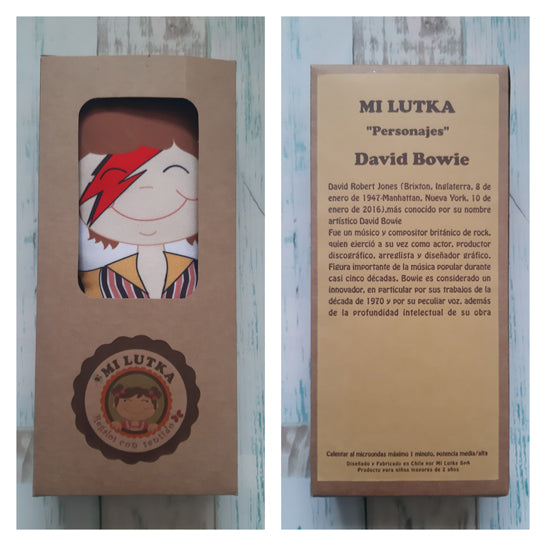 MI LUTKA
Regalos con sentido
MI LUTKA
"Personajes"
David Bowie
David Robert Jones (Brixton, Inglaterra, 8 de
enero de 1947-Manhattan, Nueva York, 10 de
enero de 2016),más conocido por su nombre
artístico David Bowie
Fue un músico y compositor británico de rock,
quien ejerció a su vez como actor, productor
discográfico, arreglista y diseñador gráfico.
Figura importante de la música popular durante
casi cinco décadas, Bowie es considerado un
innovador, en particular por sus trabajos de la
década de 1970 y por su peculiar voz, además
de la profundidad intelectual de su obra
Calentar al microondas máximo 1 minuto, potencia media/alta
Diseñado y Fabricado en Chile por Mi Lutka SpA
Producto para niños mayores de 2 años